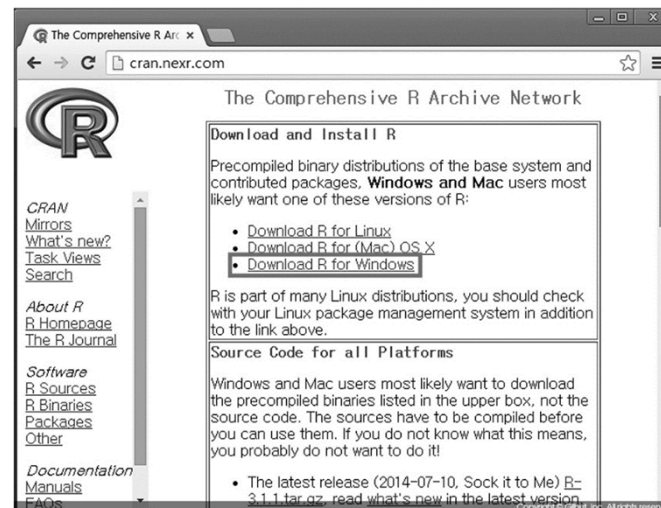 The Comprehensive R Arc
cran.nexr.com
R
CRAN
Mirrors
What's new?
Task Views
Search
About R
R Homepage
The R Journal
Software
R Sources
R Binaries
Packages
Other
Documentation
Manuals
FAQs
The Comprehensive R Archive Network
Download and Install R
Precompiled binary distributions of the base system and
contributed packages, Windows and Mac users most
likely want one of these versions of R:
• Download R for Linux
• Download R for (Mac) OS X
• Download R for Windows
R is part of many Linux distributions, you should check
with your Linux package management system in addition
to the link above.
Source Code for all Platforms
Windows and Mac users most likely want to download
the precompiled binaries listed in the upper box, not the
source code. The sources have to be compiled before
you can use them. If you do not know what this means,
you probably do not want to do it!
• The latest release (2014-07-10, Sock it to Me) R-
3.1.1.tar.gz, read what's new in the latest version.
Copyright © Gilbut, Inc. All rights reserved